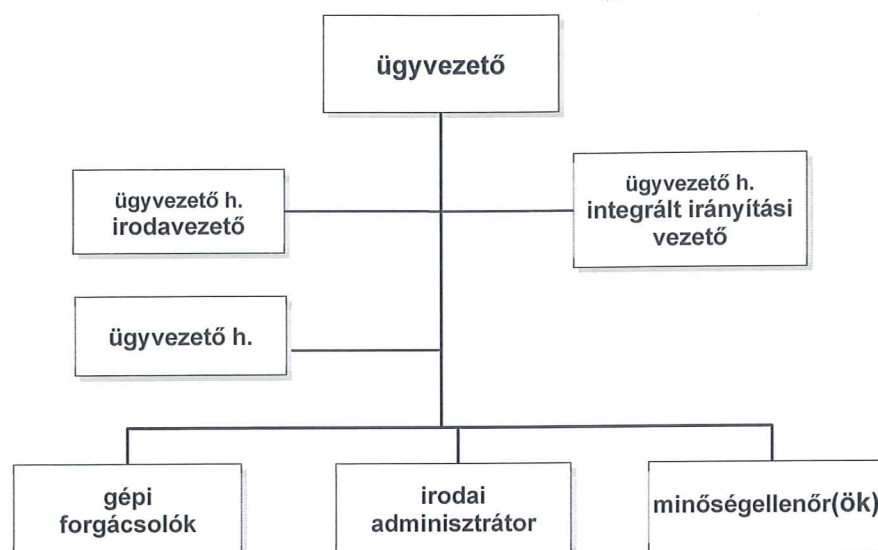 ügyvezető
ügyvezető h.
irodavezető
ügyvezető h.
integrált irányítási
vezető
ügyvezető h.
gépi
forgácsolók
irodai
adminisztrátor
minőségellenőr(ök)